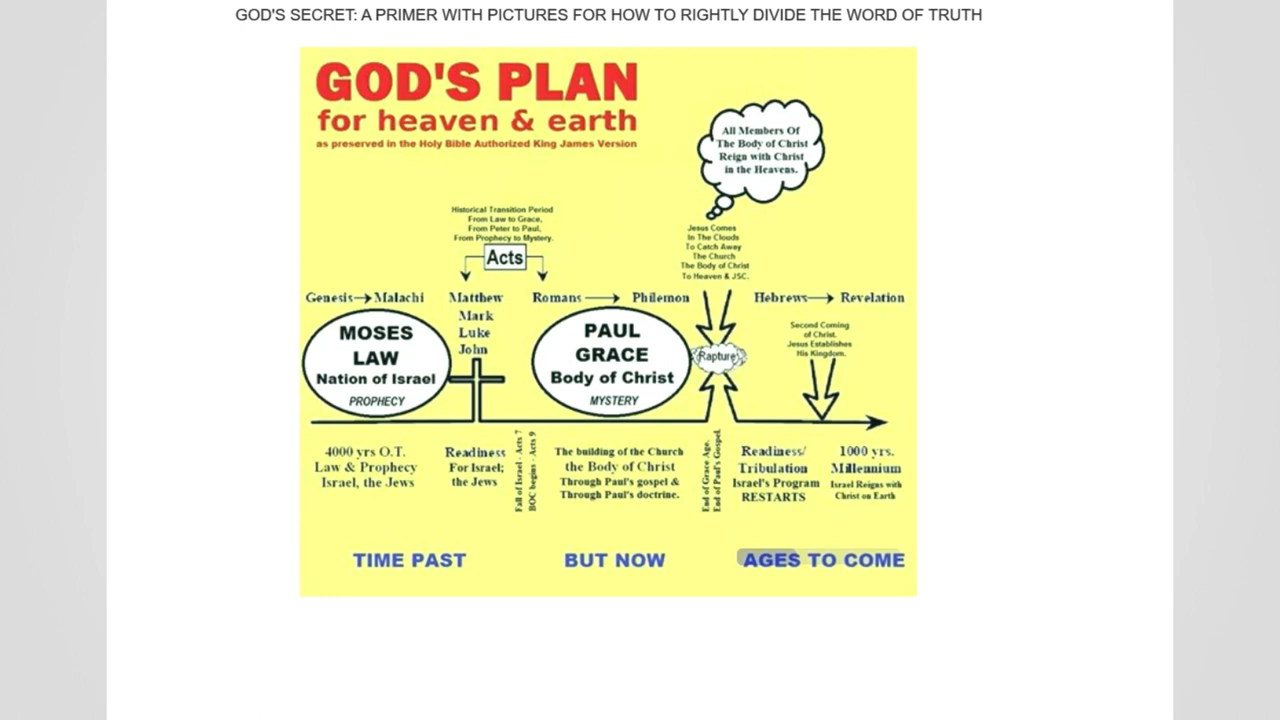 GOD'S SECRET: A PRIMER WITH PICTURES FOR HOW TO RIGHTLY DIVIDE THE WORD OF TRUTH
GOD'S PLAN
for heaven & earth
as preserved in the Holy Bible Authorized King James Version
All Members Of
The Body of Christ
Reign with Christ
in the Heavens.
Historical Transition Period
From Law to Grace,
From Peter to Paul,
From Prophecy to Mystery.
Acts
Jesus Comes
In The Clouds
To Catch Away
The Church
The Body of Christ
To Heaven & JSC.
Genesis Malachi
Matthew
Mark
Luke
John
Romans Philemon
Hebrews Revelation
MOSES
LAW
Nation of Israel
PROPHECY
PAUL
GRACE
Body of Christ
MYSTERY
Rapture
Second Coming
of Christ.
Jesus Establishes
His Kingdom.
4000 yrs O.T.
Law & Prophecy
Israel, the Jews
Readiness
For Israel;
the Jews
Fall of Israel - Acts 7
BOC begins - Acts 9
The building of the Church
the Body of Christ
Through Paul's gospel &
Through Paul's doctrine.
End of Grace Age.
End of Paul's Gospel.
Readiness/
Tribulation
Israel's Program
RESTARTS
1000 yrs.
Millennium
Israel Reigns with
Christ on Earth
TIME PAST
BUT NOW
AGES TO COME